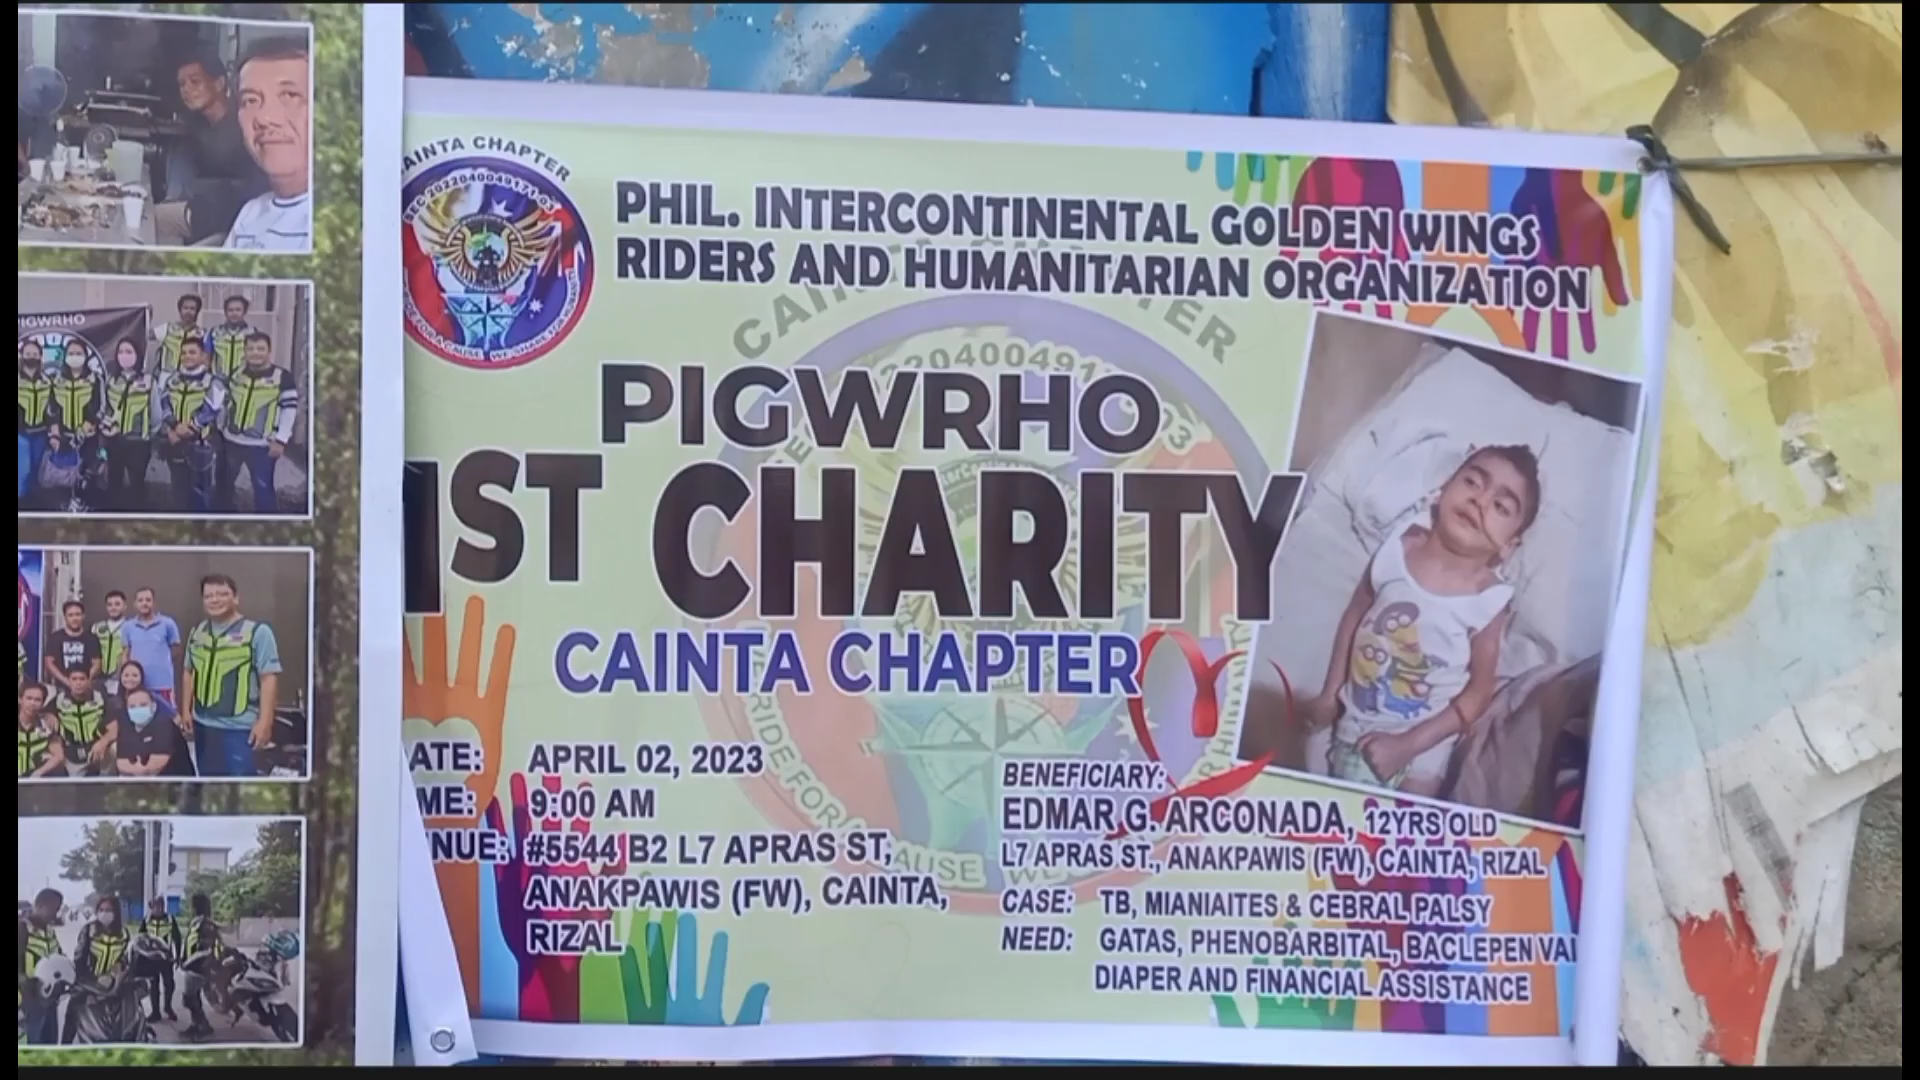 CAINTA CHAPTER
PHIL. INTERCONTINENTAL GOLDEN WINGS
RIDERS AND HUMANITARIAN ORGANIZATION
PIGWRHO
1ST CHARITY
CAINTA CHAPTER
ATE: APRIL 02, 2023
ME: 9:00 AM
NUE: #5544 B2 L7 APRAS ST,
ANAKPAWIS (FW), CAINTA,
RIZAL
BENEFICIARY:
EDMAR G. ARCONADA, 12YRS OLD
L7 APRAS ST., ANAKPAWIS (FW), CAINTA, RIZAL
CASE: TB, MIANIAITES & CEBRAL PALSY
NEED: GATAS, PHENOBARBITAL, BACLEPEN VAI
DIAPER AND FINANCIAL ASSISTANCE
PIGWRHO